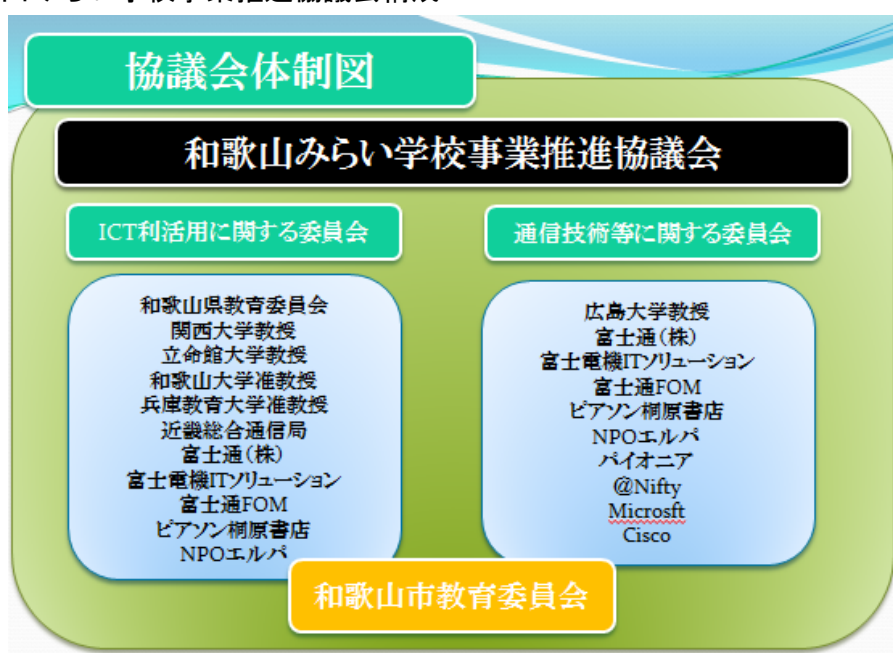 協議会体制図
和歌山みらい学校事業推進協議会
ICT利活用に関する委員会
和歌山県教育委員会
関西大学教授
立命館大学教授
和歌山大学准教授
兵庫教育大学准教授
近畿総合通信局
富士通(株)
富士電機ITソリューション
富士通FOM
ピアソン桐原書店
NPOエルパ
通信技術等に関する委員会
広島大学教授
富士通(株)
富士電機ITソリューション
富士通FOM
ピアソン桐原書店
NPOエルパ
パイオニア
@Nifty
Microsft
Cisco
和歌山市教育委員会